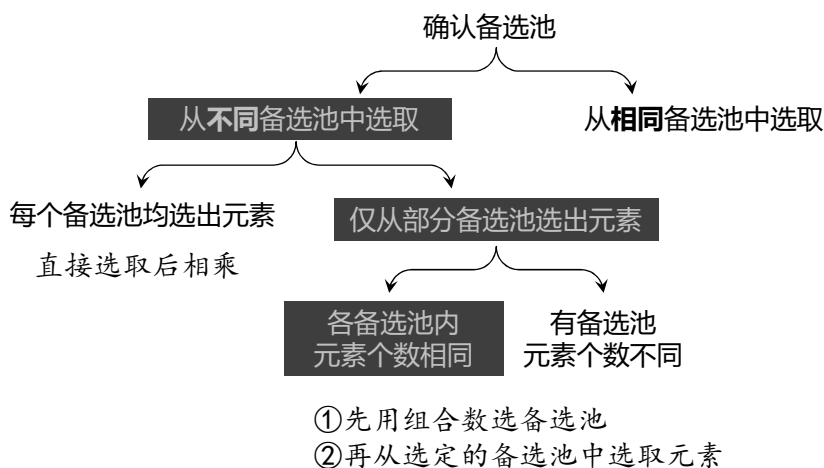 确认备选池
从不同备选池中选取
从相同备选池中选取
每个备选池均选出元素
仅从部分备选池选出元素
直接选取后相乘
各备选池内
元素个数相同
有备选池
元素个数不同
①先用组合数选备选池
②再从选定的备选池中选取元素